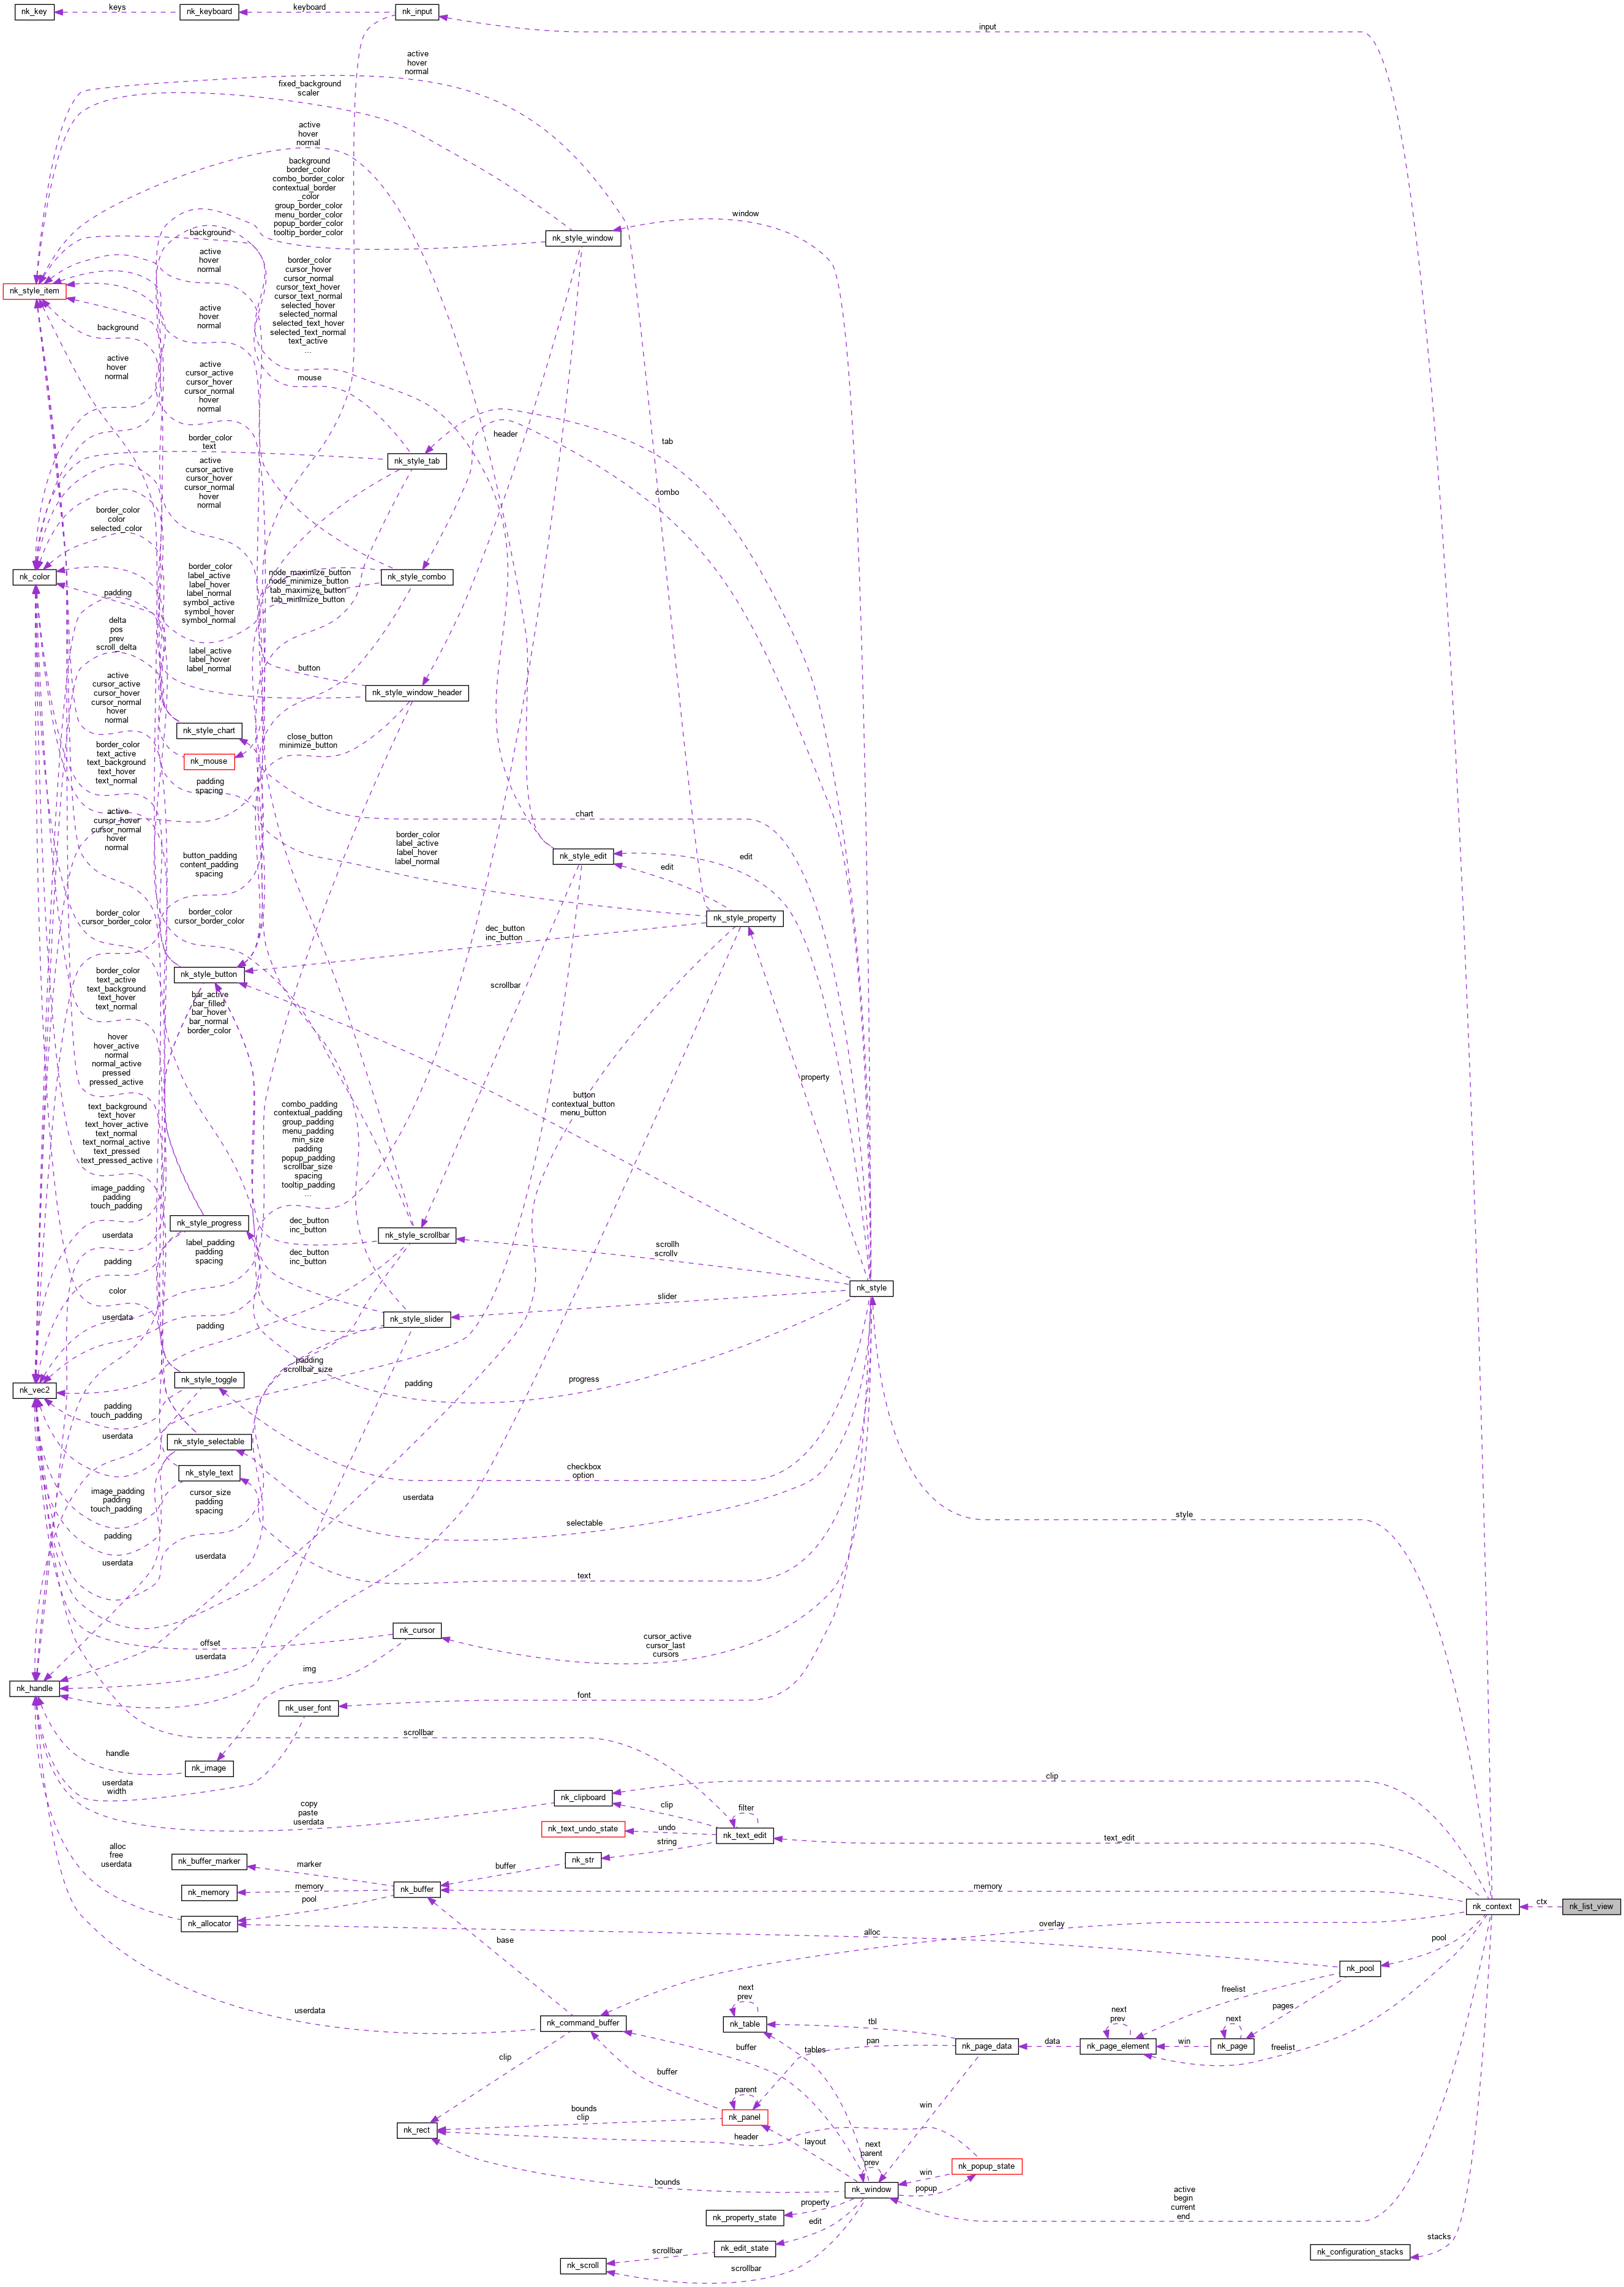 nk_key
keys
nk_keyboard
keyboard
nk_input
input
active
hover
normal
fixed_background
scaler
active
hover
normal
background
border_color
combo_border_color
contextual_border
_color
group_border_color
menu_border_color
popup_border_color
tooltip_border_color
window
nk_style_window
background
active
hover
normal
border_color
cursor_hover
cursor_normal
cursor_text_hover
cursor_text_normal
selected_hover
selected_normal
selected_text_hover
selected_text_normal
text_active
...
nk_style_item
active
hover
normal
background
active
hover
normal
active
cursor_active
cursor_hover
cursor_normal
hover
normal
mouse
header
tab
border_color
text
nk_style_tab
active
cursor_active
cursor_hover
cursor_normal
hover
normal
combo
border_color
color
selected_color
nk_color
border_color
label_active
label_hover
label_normal
symbol_active
symbol_hover
symbol_normal
node_maximize_button
node_minimize_button
tab_maximize_button
tab_minimize_button
nk_style_combo
padding
delta
pos
prev
scroll_delta
label_active
label_hover
label_normal
button
nk_style_window_header
active
cursor_active
cursor_hover
cursor_normal
hover
normal
nk_style_chart
close_button
minimize_button
nk_mouse
border_color
text_active
text_background
text_hover
text_normal
padding
spacing
chart
active
cursor_hover
cursor_normal
hover
normal
border_color
label_active
label_hover
label_normal
nk_style_edit
edit
edit
button_padding
content_padding
spacing
border_color
cursor_border_color
border_color
cursor_border_color
nk_style_property
dec_button
inc_button
nk_style_button
scrollbar
border_color
text_active
text_background
text_hover
text_normal
bar_active
bar_filled
bar_hover
bar_normal
border_color
hover
hover_active
normal
normal_active
pressed
pressed_active
property
button
contextual_button
menu_button
text_background
text_hover
text_hover_active
text_normal
text_normal_active
text_pressed
text_pressed_active
combo_padding
contextual_padding
group_padding
menu_padding
min_size
padding
popup_padding
scrollbar_size
spacing
tooltip_padding
...
image_padding
padding
touch_padding
nk_style_progress
dec_button
inc_button
nk_style_scrollbar
userdata
label_padding
padding
spacing
scrollh
scrollv
padding
dec_button
inc_button
nk_style
color
slider
userdata
padding
nk_style_slider
padding
scrollbar_size
nk_vec2
nk_style_toggle
padding
progress
padding
touch_padding
userdata
nk_style_selectable
checkbox
option
nk_style_text
image_padding
padding
touch_padding
cursor_size
padding
spacing
userdata
style
selectable
padding
userdata
userdata
text
nk_cursor
offset
cursor_active
cursor_last
cursors
userdata
img
nk_handle
font
nk_user_font
scrollbar
handle
nk_image
userdata
width
clip
nk_clipboard
copy
paste
userdata
clip
filter
nk_text_undo_state
undo
nk_text_edit
text_edit
string
alloc
free
userdata
nk_buffer_marker
marker
buffer
nk_str
nk_memory
memory
nk_buffer
memory
pool
nk_context
ctx
nk_list_view
nk_allocator
overlay
alloc
base
pool
nk_pool
userdata
next
prev
freelist
pages
nk_command_buffer
nk_table
tbl
next
prev
next
clip
buffer
tables
pan
nk_page_data
data
nk_page_element
win
nk_page
freelist
buffer
parent
bounds
clip
nk_panel
win
nk_rect
header
layout
next
parent
prev
nk_popup_state
win
bounds
nk_window
popup
active
begin
current
end
property
nk_property_state
edit
stacks
scrollbar
nk_edit_state
nk_configuration_stacks
nk_scroll
scrollbar